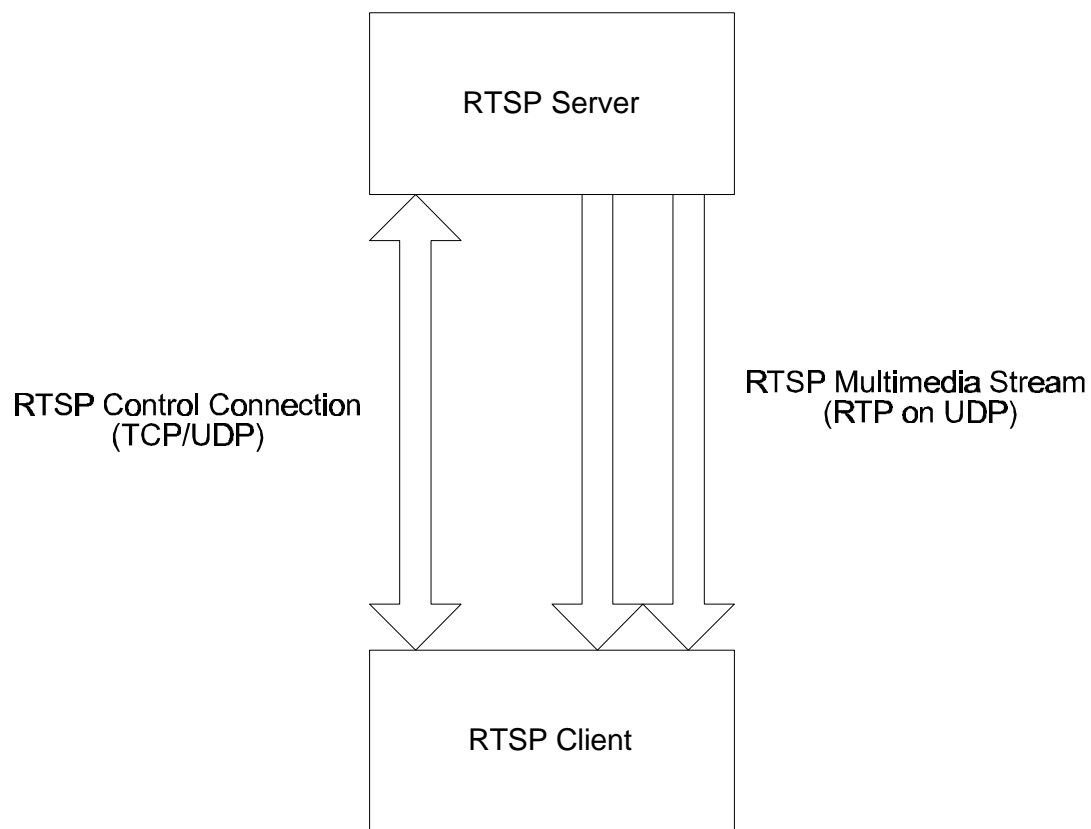 RTSP Server
RTSP Control Connection
(TCP/UDP)
RTSP Multimedia Stream
(RTP on UDP)
RTSP Client